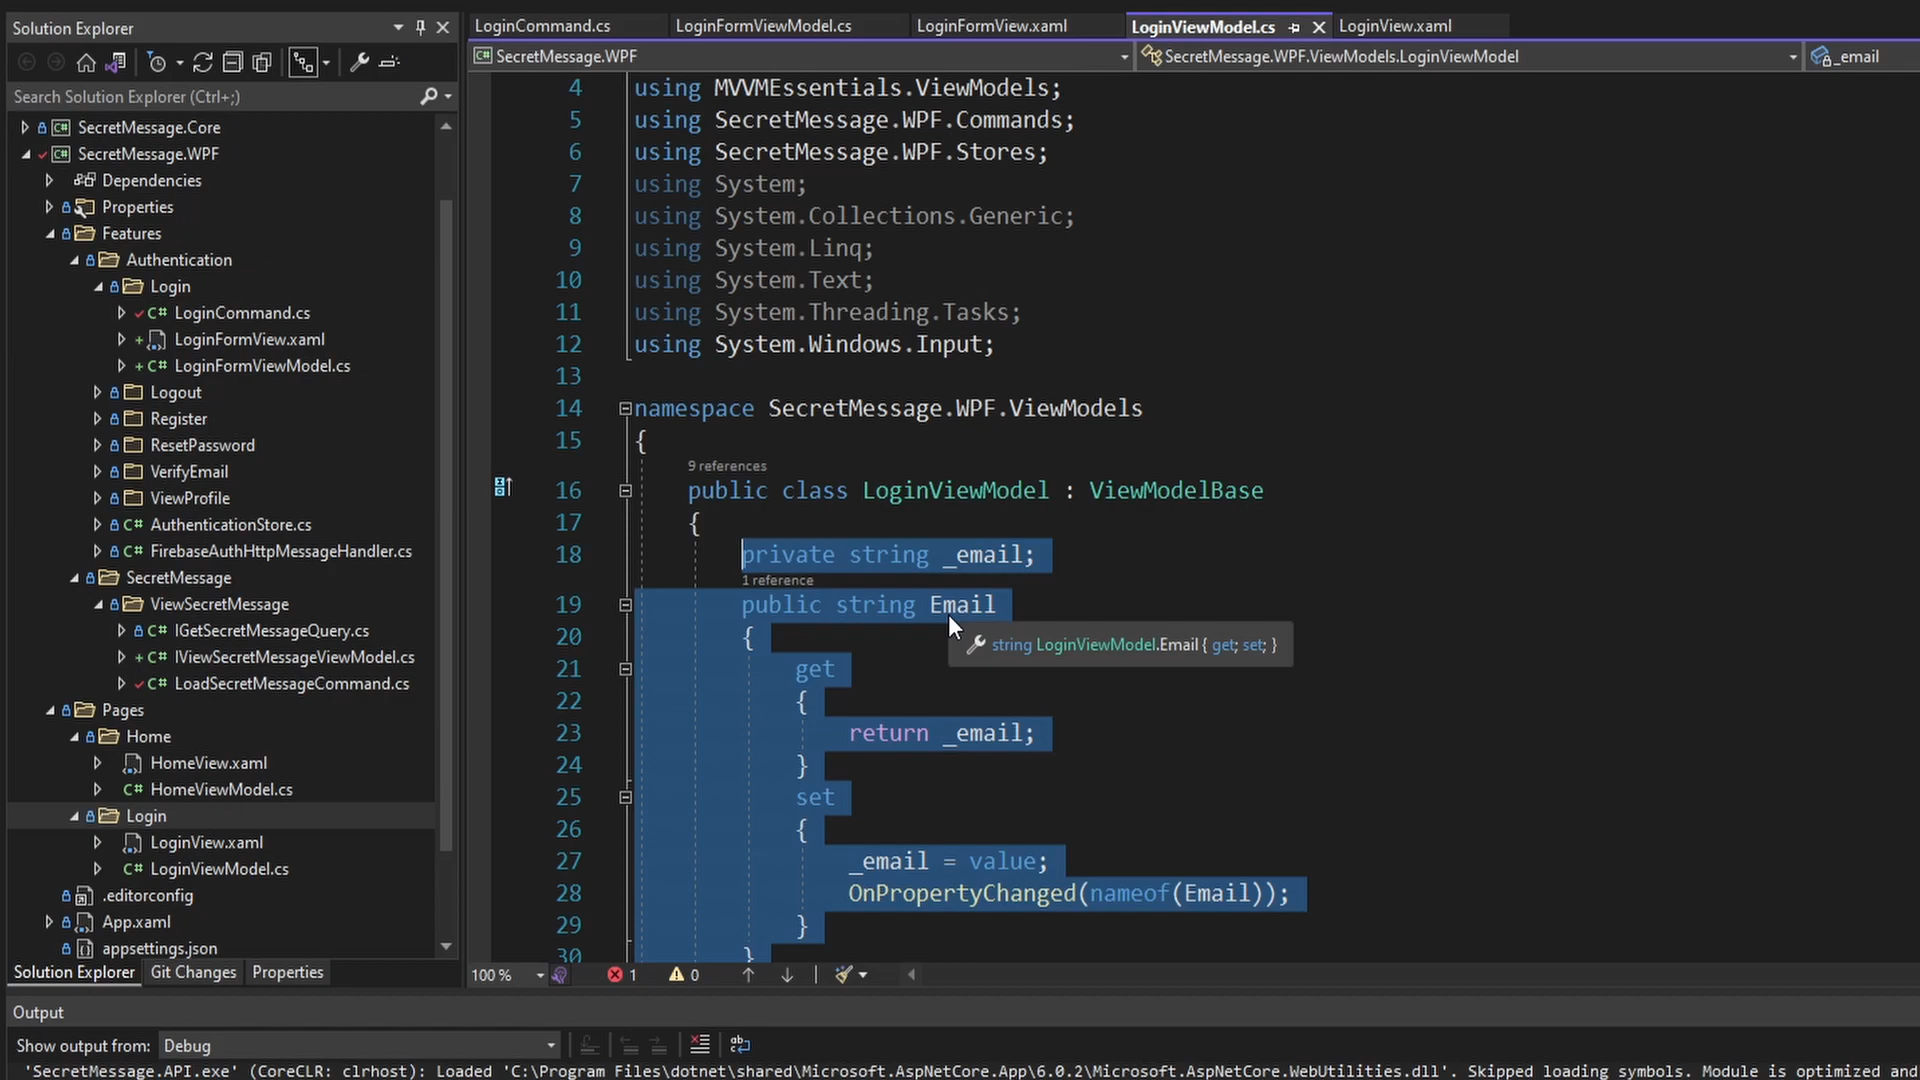 Solution Explorer
Search Solution Explorer (Ctrl+;)
SecretMessage.Core
SecretMessage.WPF
Dependencies
Properties
Features
Authentication
Login
LoginCommand.cs
LoginFormView.xaml
LoginFormViewModel.cs
Logout
Register
ResetPassword
VerifyEmail
ViewProfile
AuthenticationStore.cs
FirebaseAuthHttpMessageHandler.cs
SecretMessage
ViewSecretMessage
IGetSecretMessageQuery.cs
IViewSecretMessageViewModel.cs
LoadSecretMessageCommand.cs
Pages
Home
HomeView.xaml
HomeViewModel.cs
Login
LoginView.xaml
LoginViewModel.cs
.editorconfig
App.xaml
appsettings.json
Solution Explorer Git Changes Properties
LoginCommand.cs LoginFormViewModel.cs LoginFormView.xaml LoginViewModel.cs LoginView.xaml
SecretMessage.WPF SecretMessage.WPF.ViewModels.LoginViewModel _email
4 using MVVMEssentials.ViewModels;
5 using SecretMessage.WPF.Commands;
6 using SecretMessage.WPF.Stores;
7 using System;
8 using System.Collections.Generic;
9 using System.Linq;
10 using System.Text;
11 using System.Threading.Tasks;
12 using System.Windows.Input;
13
14 namespace SecretMessage.WPF.ViewModels
15 {
9 references
16 public class LoginViewModel : ViewModelBase
17 {
18 private string _email;
1 reference
19 public string Email
20 {
string LoginViewModel.Email { get; set; }
21 get
22 {
23 return _email;
24 }
25 set
26 {
27 _email = value;
28 OnPropertyChanged(nameof(Email));
29 }
30 }
100 % 1 0
Output
Show output from: Debug
'SecretMessage.API.exe' (CoreCLR: clrhost): Loaded 'C:\Program Files\dotnet\shared\Microsoft.AspNetCore.App\6.0.2\Microsoft.AspNetCore.WebUtilities.dll'. Skipped loading symbols. Module is optimized and